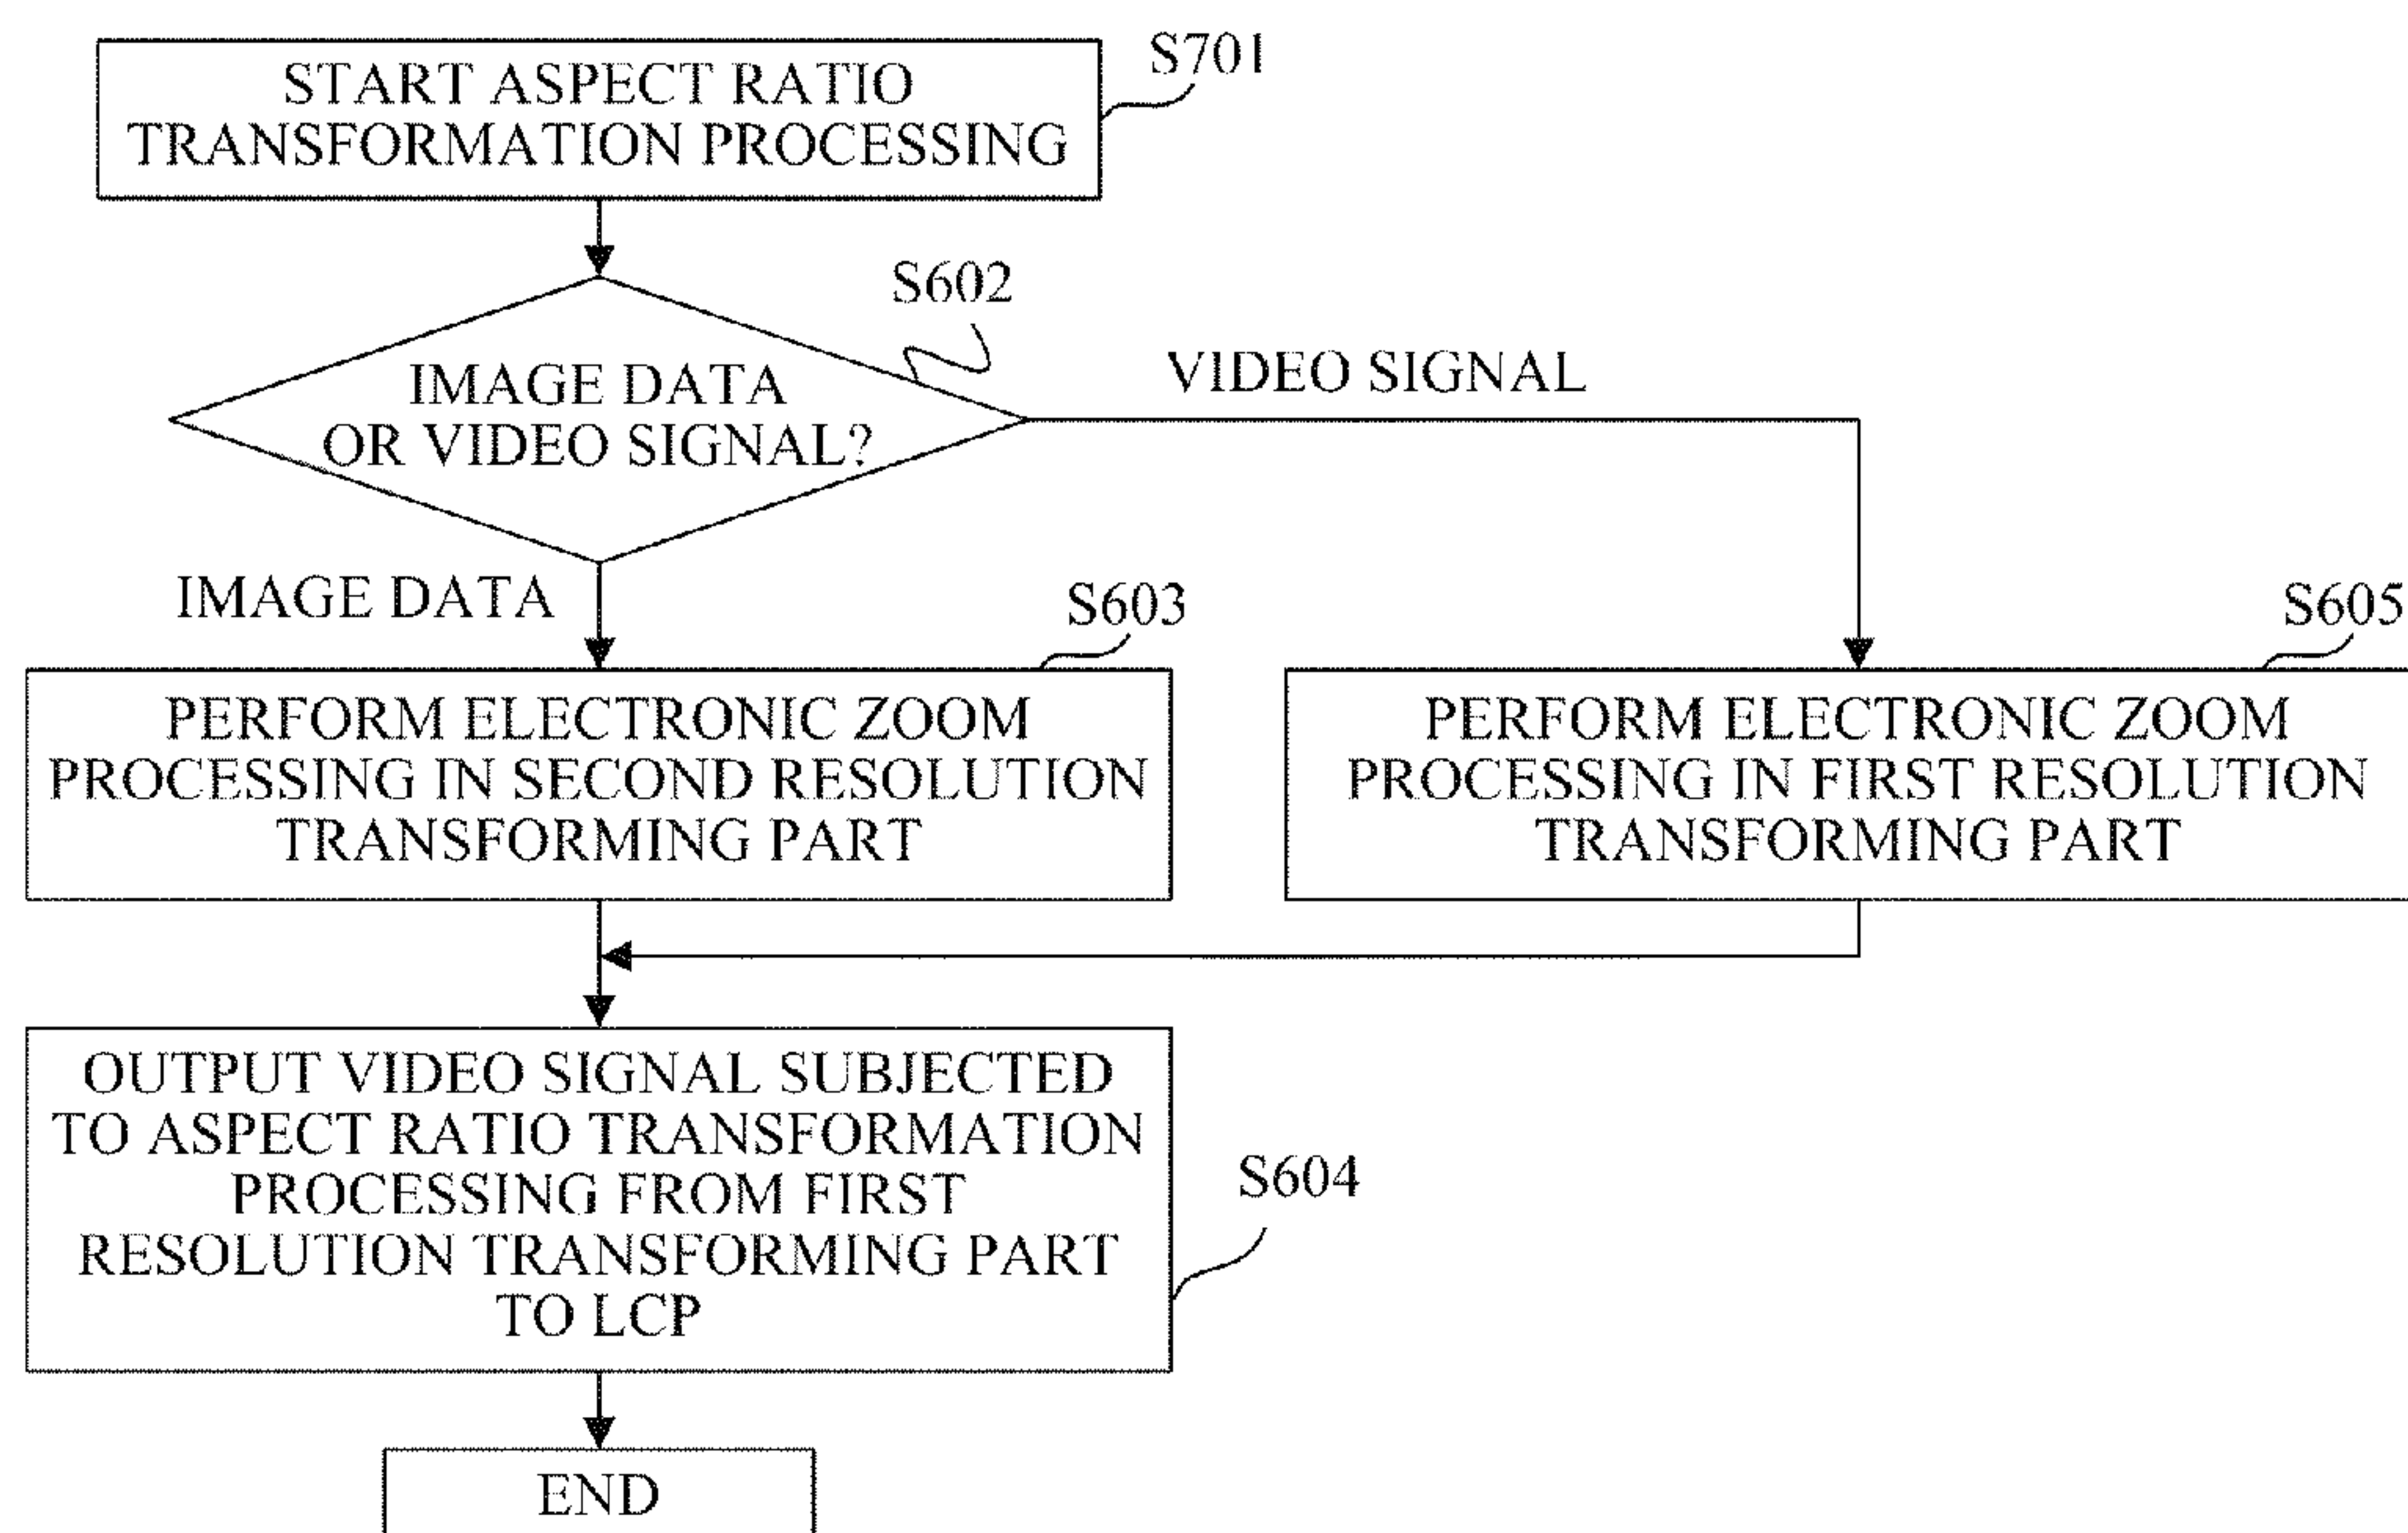 START ASPECT RATIO
TRANSFORMATION PROCESSING
S701
IMAGE DATA
OR VIDEO SIGNAL?
S602
VIDEO SIGNAL
IMAGE DATA
S603
PERFORM ELECTRONIC ZOOM
PROCESSING IN SECOND RESOLUTION
TRANSFORMING PART
S605
PERFORM ELECTRONIC ZOOM
PROCESSING IN FIRST RESOLUTION
TRANSFORMING PART
OUTPUT VIDEO SIGNAL SUBJECTED
TO ASPECT RATIO TRANSFORMATION
PROCESSING FROM FIRST
RESOLUTION TRANSFORMING PART
TO LCP
S604
END